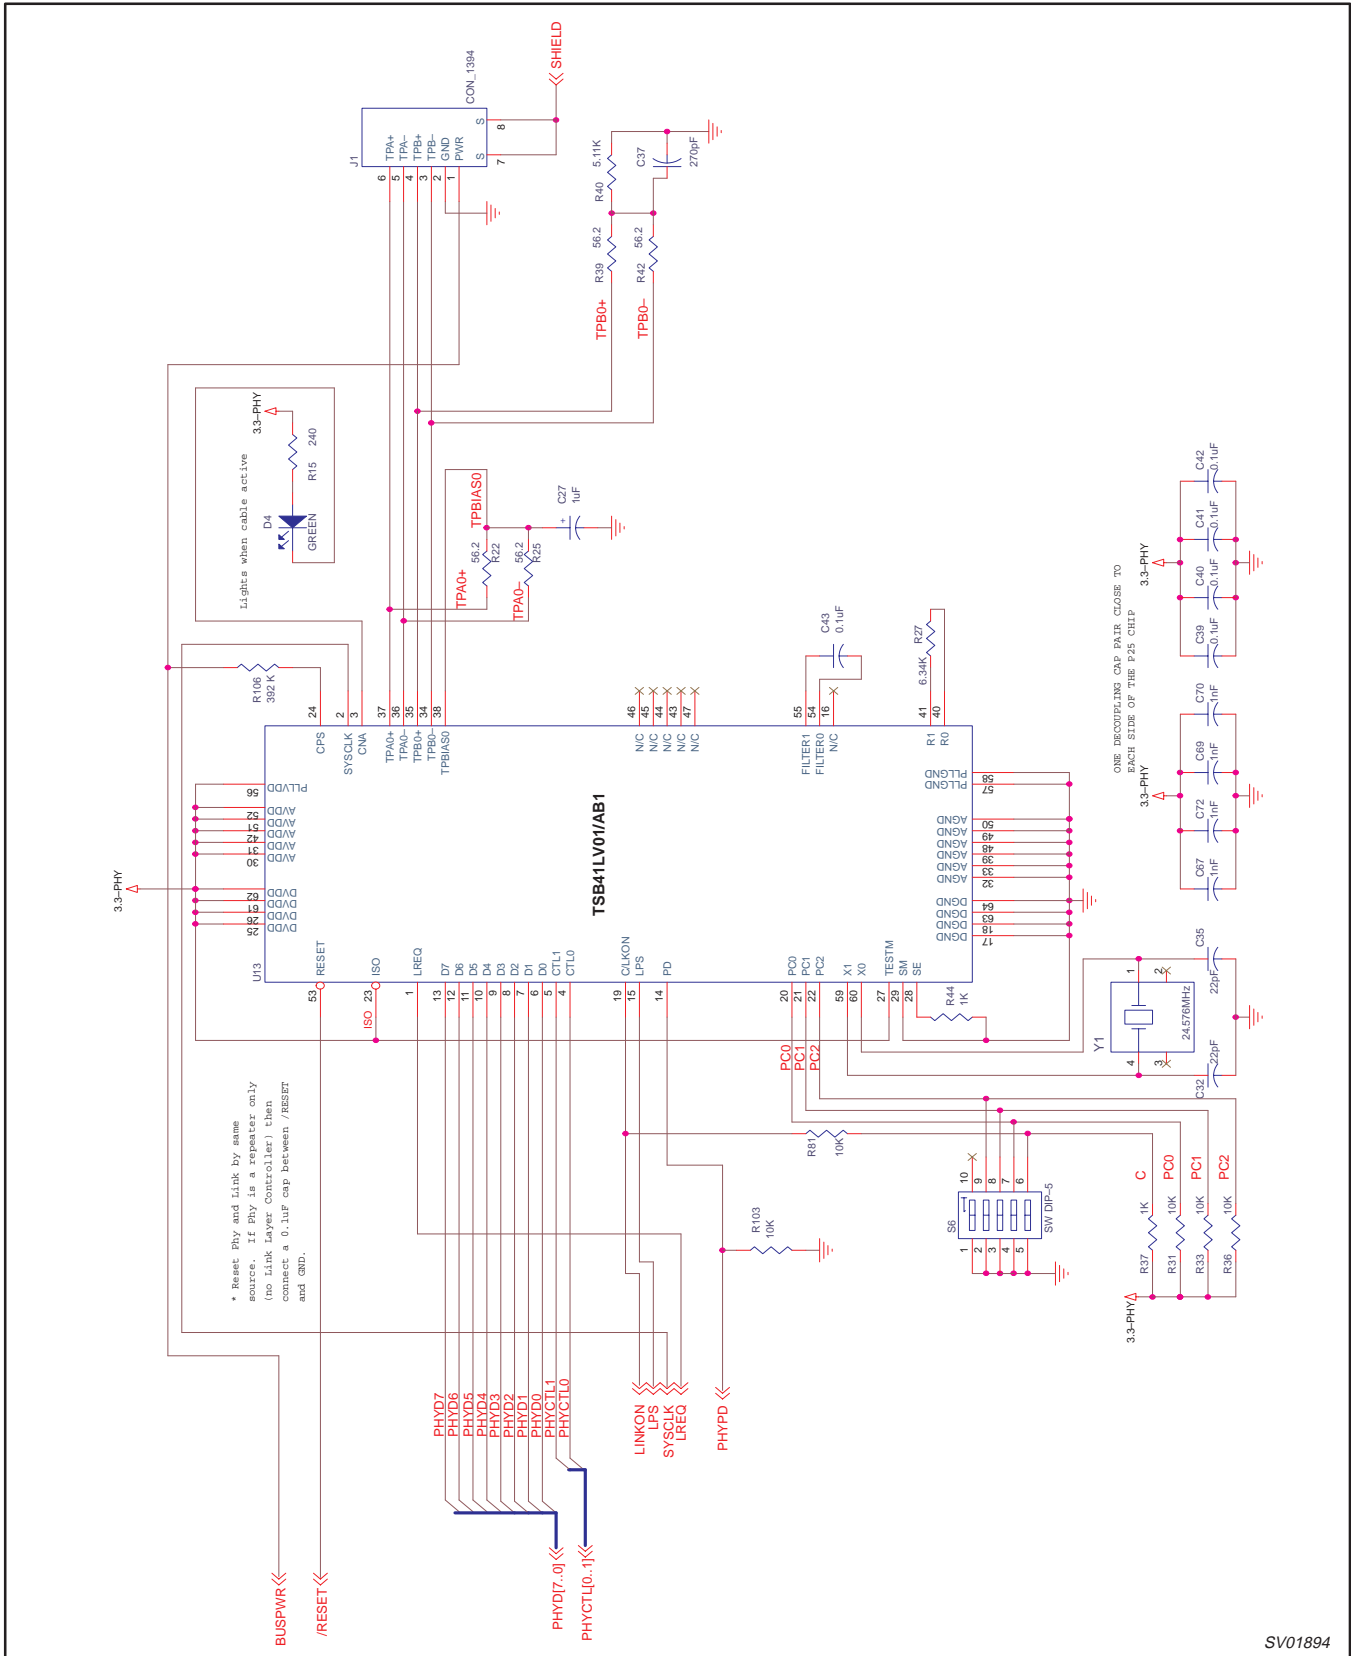 SHIELD
CON_1394
J1
TPA+
TPA–
TPB+
TPB–
GND
PWR
S
S
6
5
4
3
2
1
7
8
5.11K
R40
C37
270pF
56.2
R39
56.2
R42
TPB0+
TPB0–
3.3–PHY
240
R15
D4
GREEN
Lights when cable active
TPBIAS0
C27
1uF
+
56.2
R22
56.2
R25
TPA0+
TPA0–
R106
392 K
C43
0.1uF
R27
6.34K
24
2
3
37
36
35
34
38
46
45
44
43
47
55
54
16
41
40
CPS
SYSCLK
CNA
TPA0+
TPA0–
TPB0+
TPB0–
TPBIAS0
N/C
N/C
N/C
N/C
N/C
FILTER1
FILTER0
N/C
R1
R0
3.3–PHY
PLLVDD
AVDD
AVDD
AVDD
AVDD
AVDD
DVDD
DVDD
DVDD
DVDD
56
52
51
42
31
30
62
61
26
25
TSB41LV01/AB1
U13
PLLGND
PLLGND
AGND
AGND
AGND
AGND
AGND
DGND
DGND
DGND
DGND
58
57
50
49
48
39
33
32
64
63
18
17
RESET
ISO
LREQ
D7
D6
D5
D4
D3
D2
D1
D0
CTL1
CTL0
C/LKON
LPS
PD
PC0
PC1
PC2
X1
X0
TESTM
SM
SE
53
23
1
13
12
11
10
9
8
7
6
5
4
19
15
14
20
21
22
59
60
27
29
28
ISO
PC0
PC1
PC2
R44
1K
ONE DECOUPLING CAP PAIR CLOSE TO
EACH SIDE OF THE P25 CHIP
3.3–PHY
C42
0.1uF
C41
0.1uF
C40
0.1uF
C39
0.1uF
3.3–PHY
C70
1nF
C69
1nF
C72
1nF
C67
1nF
C35
22pF
Y1
24.576MHz
1
2
4
3
C32
22pF
* Reset Phy and Link by same
source. If Phy is a repeater only
(no Link Layer Controller) then
connect a 0.1uF cap between /RESET
and GND.
R81
10K
R103
10K
S6
SW DIP–5
10
9
8
7
6
1
2
3
4
5
C
PC0
PC1
PC2
1K
R37
10K
R31
10K
R33
10K
R36
3.3–PHY
PHYD7
PHYD6
PHYD5
PHYD4
PHYD3
PHYD2
PHYD1
PHYD0
PHYCTL1
PHYCTL0
LINKON
LPS
SYSCLK
LREQ
PHYPD
BUSPWR
/RESET
PHYD[7..0]
PHYCTL[0..1]
SV01894